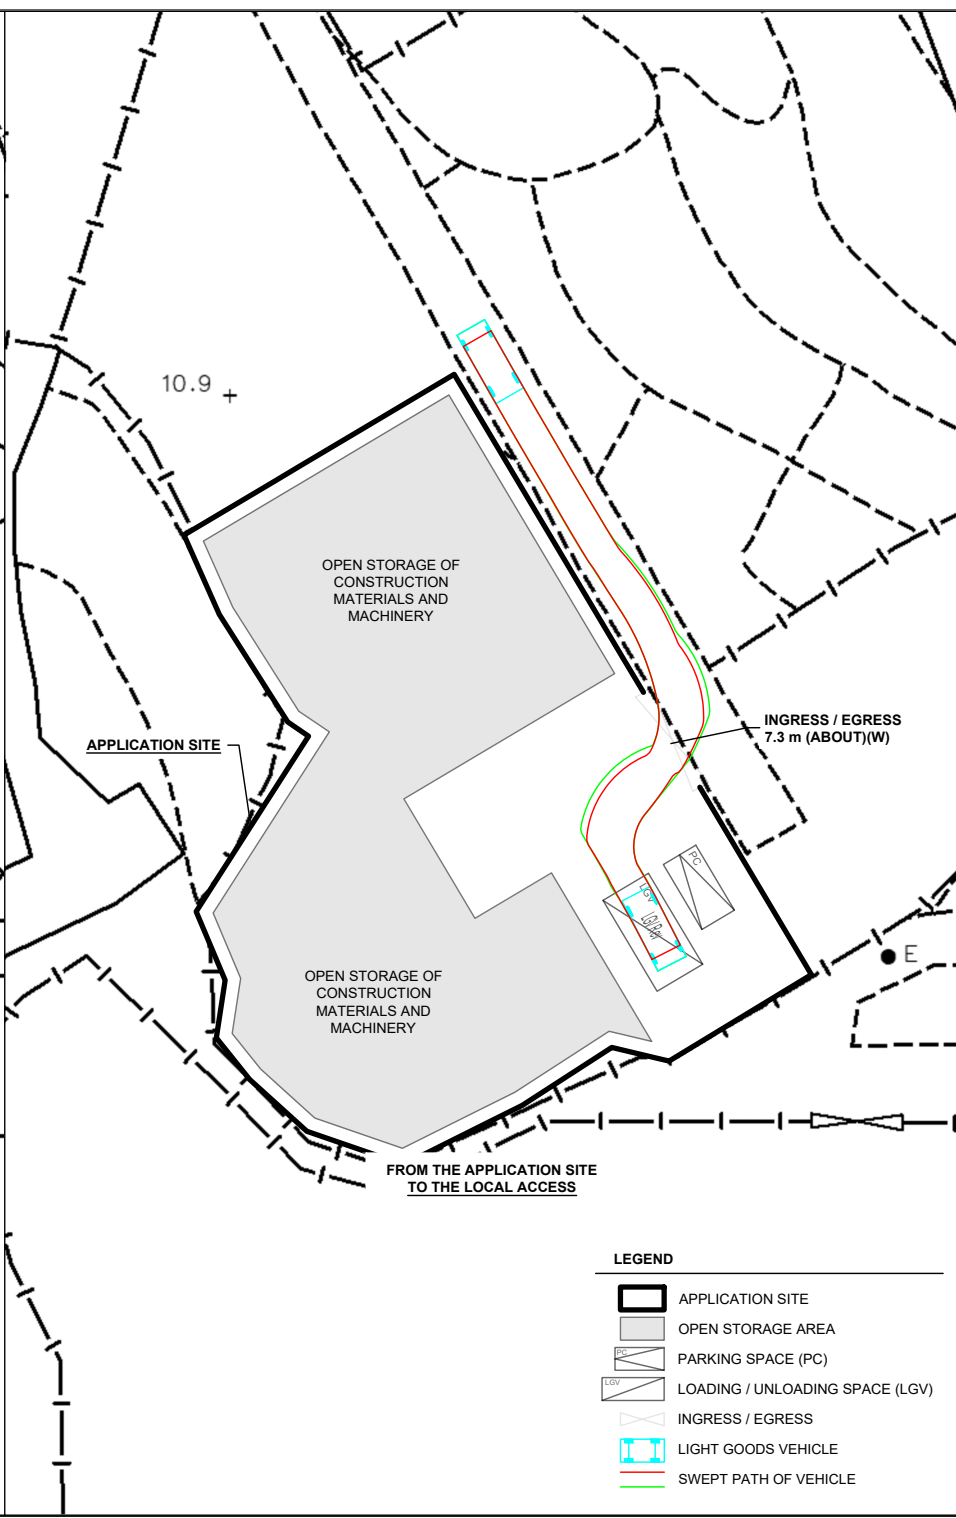 10.9
OPEN STORAGE OF
CONSTRUCTION
MATERIALS AND
MACHINERY
INGRESS / EGRESS
7.3 m (ABOUT)(W)
APPLICATION SITE
PC
LGV
E
OPEN STORAGE OF
CONSTRUCTION
MATERIALS AND
MACHINERY
FROM THE APPLICATION SITE
TO THE LOCAL ACCESS
LEGEND
APPLICATION SITE
OPEN STORAGE AREA
PC
PARKING SPACE (PC)
LGV
LOADING / UNLOADING SPACE (LGV)
INGRESS / EGRESS
LIGHT GOODS VEHICLE
SWEPT PATH OF VEHICLE